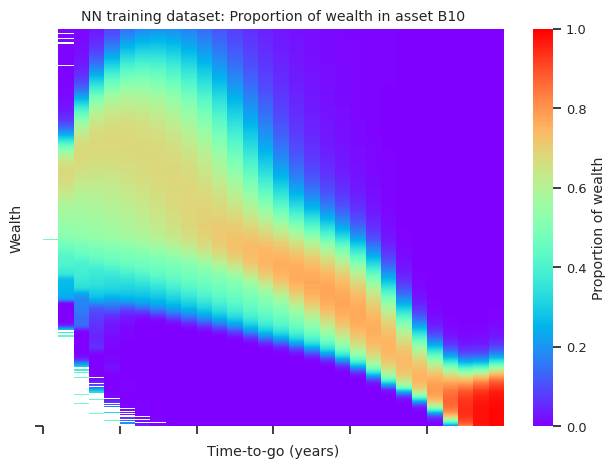 NN training dataset: Proportion of wealth in asset B10
Wealth
Time-to-go (years)
1.0
0.8
0.6
0.4
0.2
0.0
Proportion of wealth